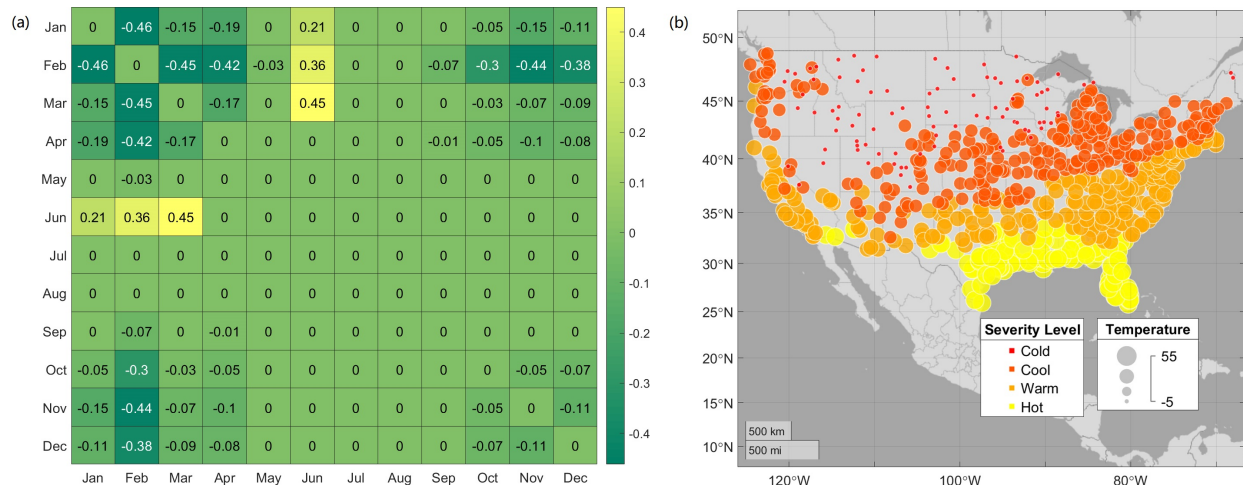 (a)
Jan 0 -0.46 -0.15 -0.19 0 0.21 0 0 0 -0.05 -0.15 -0.11
Feb -0.46 0 -0.45 -0.42 -0.03 0.36 0 0 -0.07 -0.3 -0.44 -0.38
Mar -0.15 -0.45 0 -0.17 0 0.45 0 0 0 -0.03 -0.07 -0.09
Apr -0.19 -0.42 -0.17 0 0 0 0 0 -0.01 -0.05 -0.1 -0.08
May 0 -0.03 0 0 0 0 0 0 0 0 0 0
Jun 0.21 0.36 0.45 0 0 0 0 0 0 0 0 0
Jul 0 0 0 0 0 0 0 0 0 0 0 0
Aug 0 0 0 0 0 0 0 0 0 0 0 0
Sep 0 -0.07 0 -0.01 0 0 0 0 0 0 0 0
Oct -0.05 -0.3 -0.03 -0.05 0 0 0 0 0 0 -0.05 -0.07
Nov -0.15 -0.44 -0.07 -0.1 0 0 0 0 0 -0.05 0 -0.11
Dec -0.11 -0.38 -0.09 -0.08 0 0 0 0 0 -0.07 -0.11 0
Jan Feb Mar Apr May Jun Jul Aug Sep Oct Nov Dec
0.4
0.3
0.2
0.1
0
-0.1
-0.2
-0.3
-0.4
(b)
50°N
45°N
40°N
35°N
30°N
25°N
20°N
15°N
10°N
120°W 100°W 80°W
Severity Level
Cold
Cool
Warm
Hot
Temperature
55
-5
500 km
500 mi